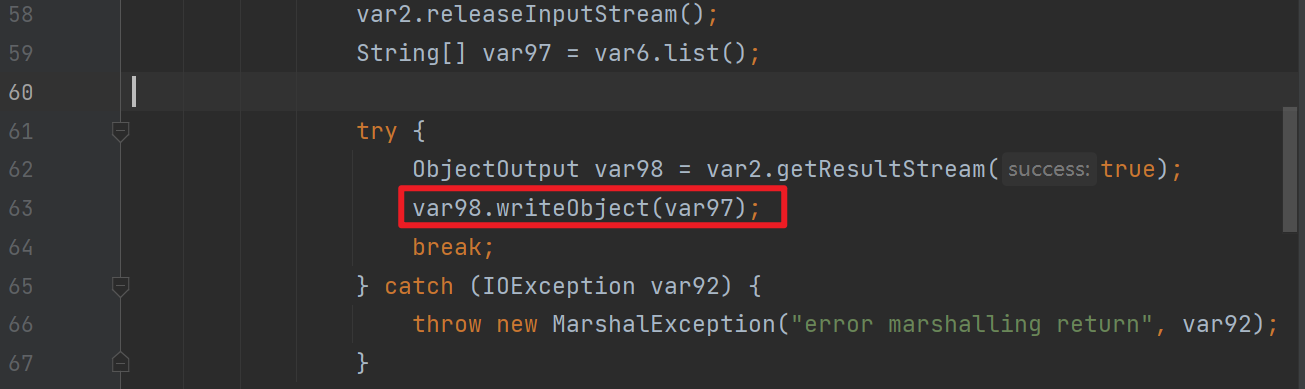 58 var2.releaseInputStream();
59 String[] var97 = var6.list();
60
61 try {
62 ObjectOutput var98 = var2.getResultStream( success: true);
63 var98.writeObject(var97);
64 break;
65 } catch (IOException var92) {
66 throw new MarshalException("error marshalling return", var92);
67 }